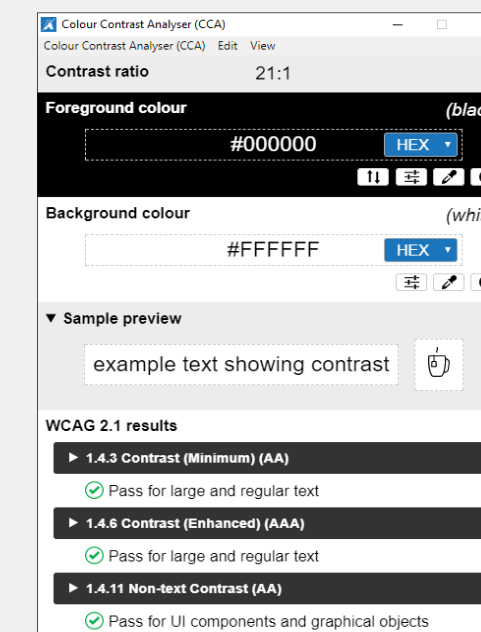 Colour Contrast Analyser (CCA)
Colour Contrast Analyser (CCA) Edit View
Contrast ratio 21:1
Foreground colour (blac
#000000 HEX
Background colour (whit
#FFFFFF HEX
Sample preview
example text showing contrast
WCAG 2.1 results
1.4.3 Contrast (Minimum) (AA)
Pass for large and regular text
1.4.6 Contrast (Enhanced) (AAA)
Pass for large and regular text
1.4.11 Non-text Contrast (AA)
Pass for UI components and graphical objects